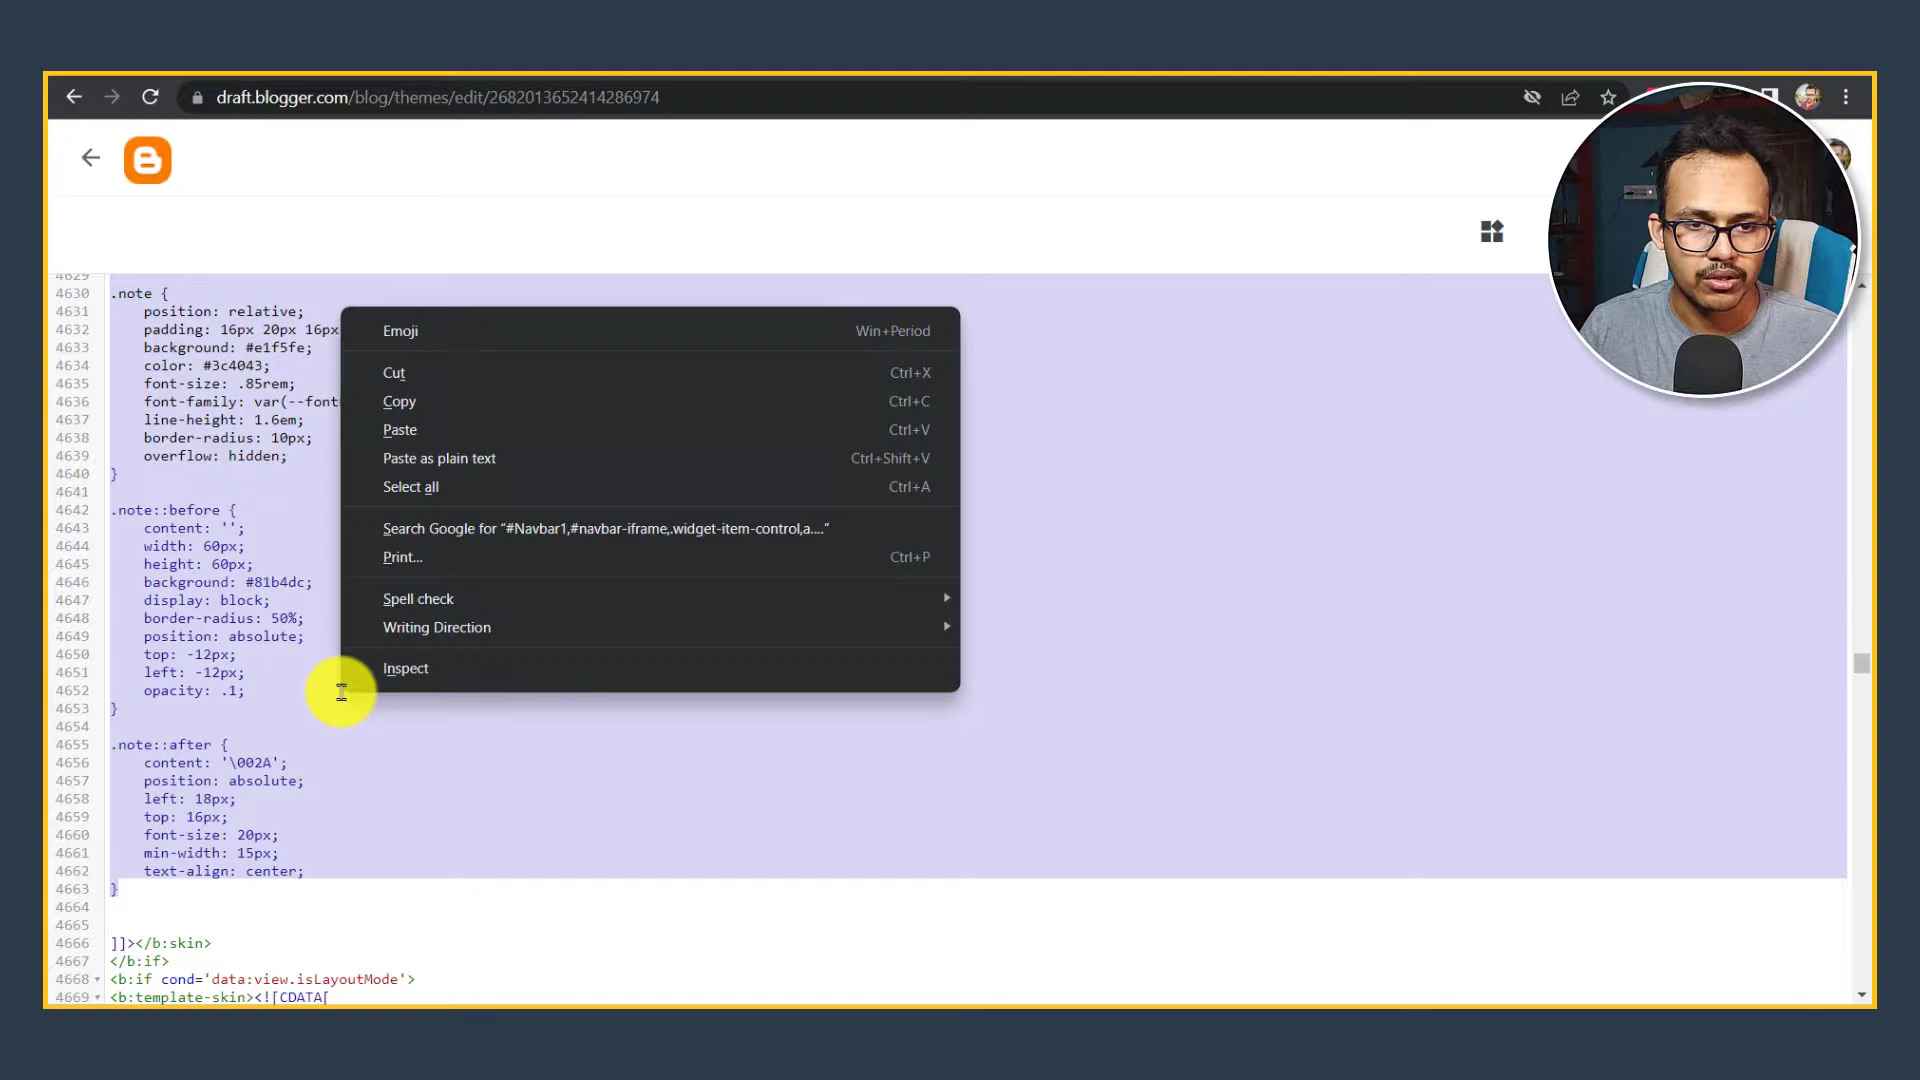 draft.blogger.com/blog/themes/edit/2682013652414286974
4629
4630 .note {
4631 position: relative;
4632 padding: 16px 20px 16px
4633 background: #e1f5fe;
4634 color: #3c4043;
4635 font-size: .85rem;
4636 font-family: var(--font
4637 line-height: 1.6em;
4638 border-radius: 10px;
4639 overflow: hidden;
4640 }
4641
4642 .note::before {
4643 content: '';
4644 width: 60px;
4645 height: 60px;
4646 background: #81b4dc;
4647 display: block;
4648 border-radius: 50%;
4649 position: absolute;
4650 top: -12px;
4651 left: -12px;
4652 opacity: .1;
4653 }
4654
4655 .note::after {
4656 content: '\002A';
4657 position: absolute;
4658 left: 18px;
4659 top: 16px;
4660 font-size: 20px;
4661 min-width: 15px;
4662 text-align: center;
4663 }
4664
4665
4666 ]]></b:skin>
4667 </b:if>
4668 <b:if cond='data:view.isLayoutMode'>
4669 <b:template-skin><![CDATA[
Emoji Win+Period
Cut Ctrl+X
Copy Ctrl+C
Paste Ctrl+V
Paste as plain text Ctrl+Shift+V
Select all Ctrl+A
Search Google for “#Navbar1,#navbar-iframe,.widget-item-control,a....”
Print... Ctrl+P
Spell check
Writing Direction
Inspect